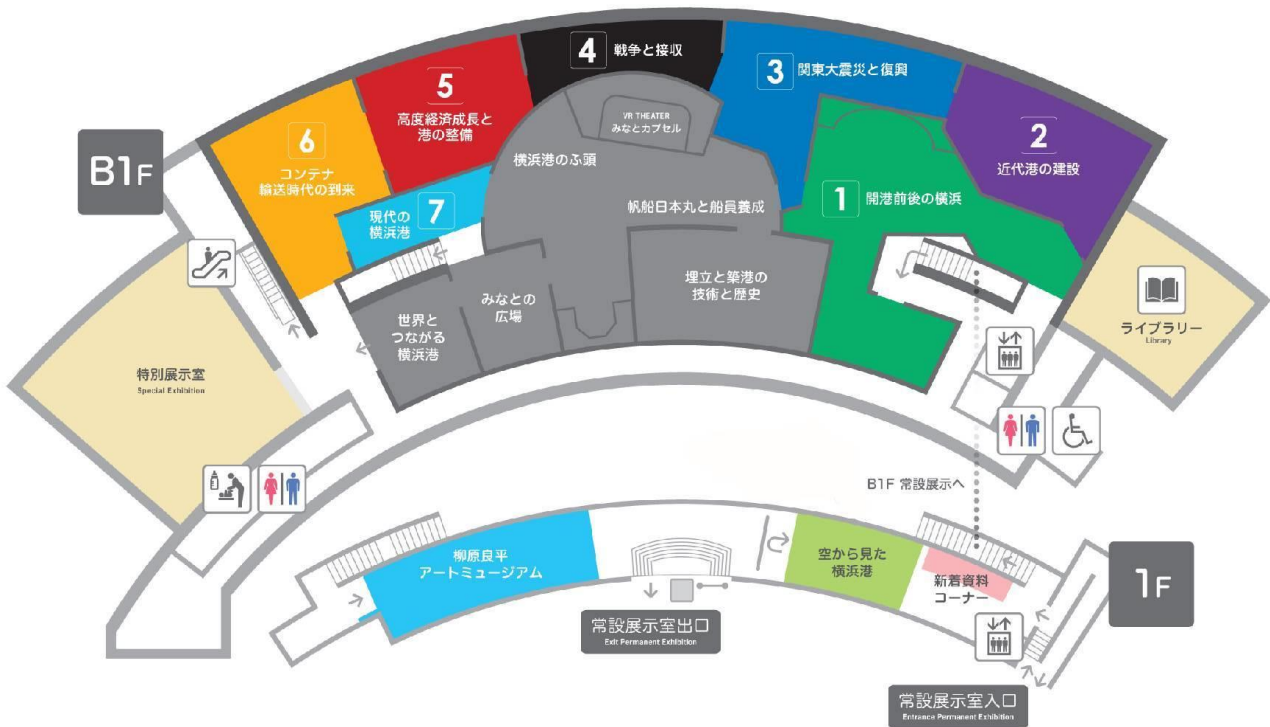 4
戦争と接収
3
関東大震災と復興
5
高度経済成長と
港の整備
VR THEATER
みなとカプセル
6
コンテナ
輸送時代の到来
2
近代港の建設
B1F
横浜港のふ頭
7
現代の
横浜港
帆船日本丸と船員養成
1
開港前後の横浜
埋立と築港の
技術と歴史
みなとの
広場
世界と
つながる
横浜港
ライブラリー
Library
特別展示室
Special Exhibition
B1F 常設展示へ
柳原良平
アートミュージアム
空から見た
横浜港
新着資料
コーナー
1F
常設展示室出口
Exit Permanent Exhibition
常設展示室入口
Entrance Permanent Exhibition